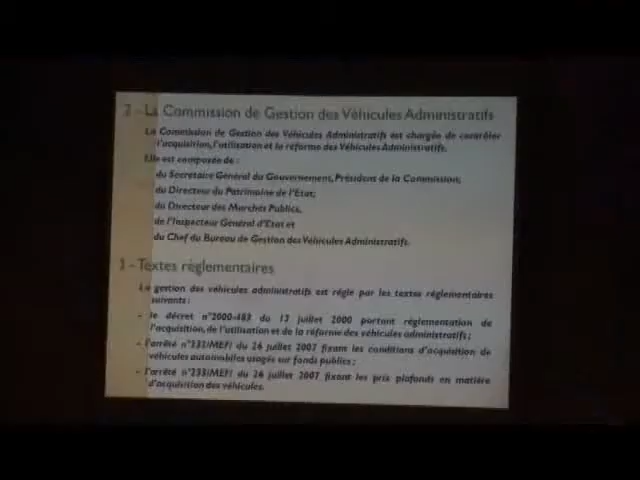 2 - La Commission de Gestion des Véhicules Administratifs
La Commission de Gestion des Véhicules Administratifs est chargée de contrôler
l'acquisition, l'utilisation et la réforme des Véhicules Administratifs.
Elle est composée de :
du Secrétaire Général du Gouvernement, Président de la Commission;
du Directeur du Patrimoine de l'Etat;
du Directeur des Marchés Publics,
de l'Inspecteur Général d'Etat et
du Chef du Bureau de Gestion des Véhicules Administratifs.
3 - Textes réglementaires
La gestion des véhicules administratifs est régie par les textes réglementaires
suivants :
- le décret n°2000-483 du 12 juillet 2000 portant réglementation de
l'acquisition, de l'utilisation et de la réforme des véhicules administratifs ;
- l'arrêté n°332/MEF/ du 26 juillet 2007 fixant les conditions d'acquisition de
véhicules automobiles usagés sur fonds publics ;
- l'arrêté n°333/MEF/ du 26 juillet 2007 fixant les prix plafonds en matière
d'acquisition des véhicules.